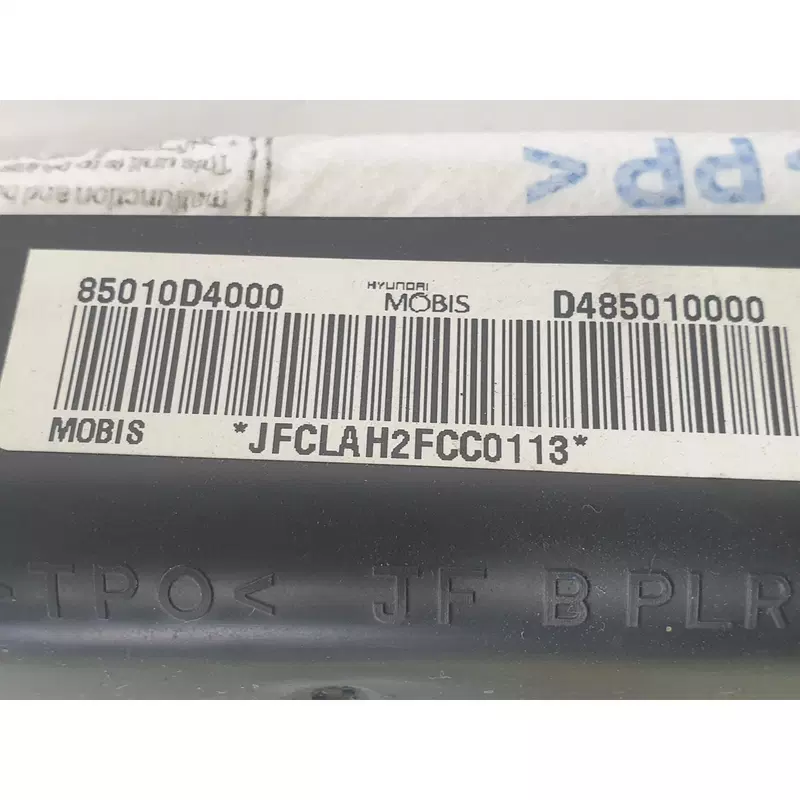 This unit is
malfunction and
PP<
85010D4000 HYUNDAI MOBIS D485010000
MOBIS *JFCLAH2FCC0113*
>TPO< JF B PLR